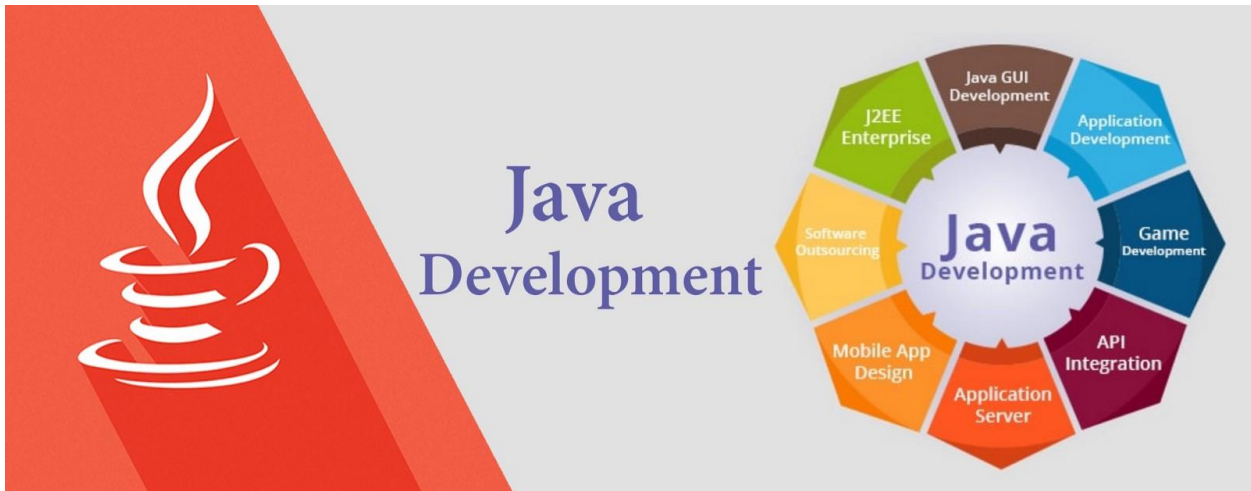 Java
Development
Java GUI
Development
Application
Development
Game
Development
API
Integration
Application
Server
Mobile App
Design
Software
Outsourcing
J2EE
Enterprise
Java
Development